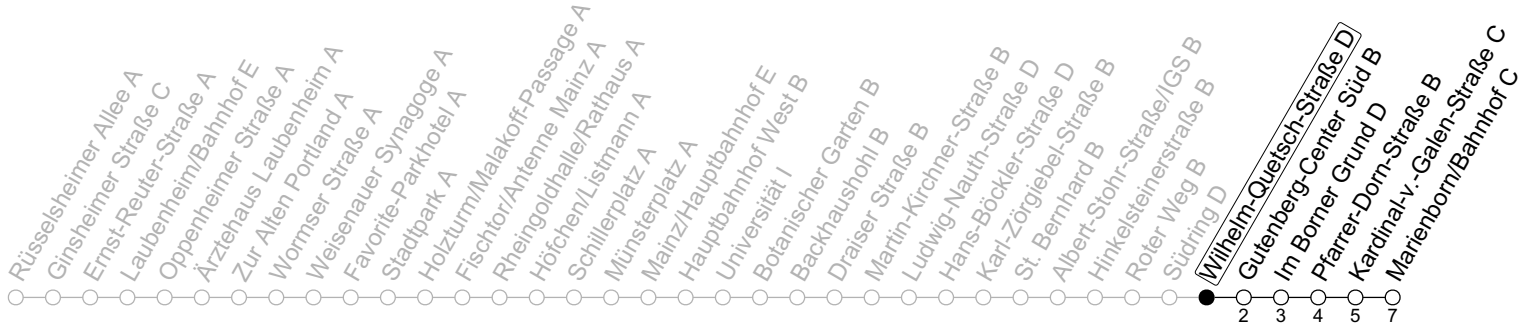 Rüsselsheimer Allee A
Ginsheimer Straße C
Ernst-Reuter-Straße A
Laubenheim/Bahnhof E
Oppenheimer Straße A
Ärztehaus Laubenheim A
Zur Alten Portland A
Wormser Straße A
Weisenauer Synagoge A
Favorite-Parkhotel A
Stadtpark A
Holzturm/Malakoff-Passage A
Fischtor/Antenne Mainz A
Rheingoldhalle/Rathaus A
Höfchen/Listmann A
Schillerplatz A
Münsterplatz A
Mainz/Hauptbahnhof E
Hauptbahnhof West B
Universität I
Botanischer Garten B
Backhaushohl B
Draiser Straße B
Martin-Kirchner-Straße B
Ludwig-Nauth-Straße D
Hans-Böckler-Straße D
Karl-Zörgiebel-Straße B
St. Bernhard B
Albert-Stohr-Straße/IGS B
Hinkelsteinerstraße B
Roter Weg B
Südring D
Wilhelm-Quetsch-Straße D
Gutenberg-Center Süd B
Im Borner Grund D
Pfarrer-Dorn-Straße B
Kardinal-v.-Galen-Straße C
Marienborn/Bahnhof C
2 3 4 5 7